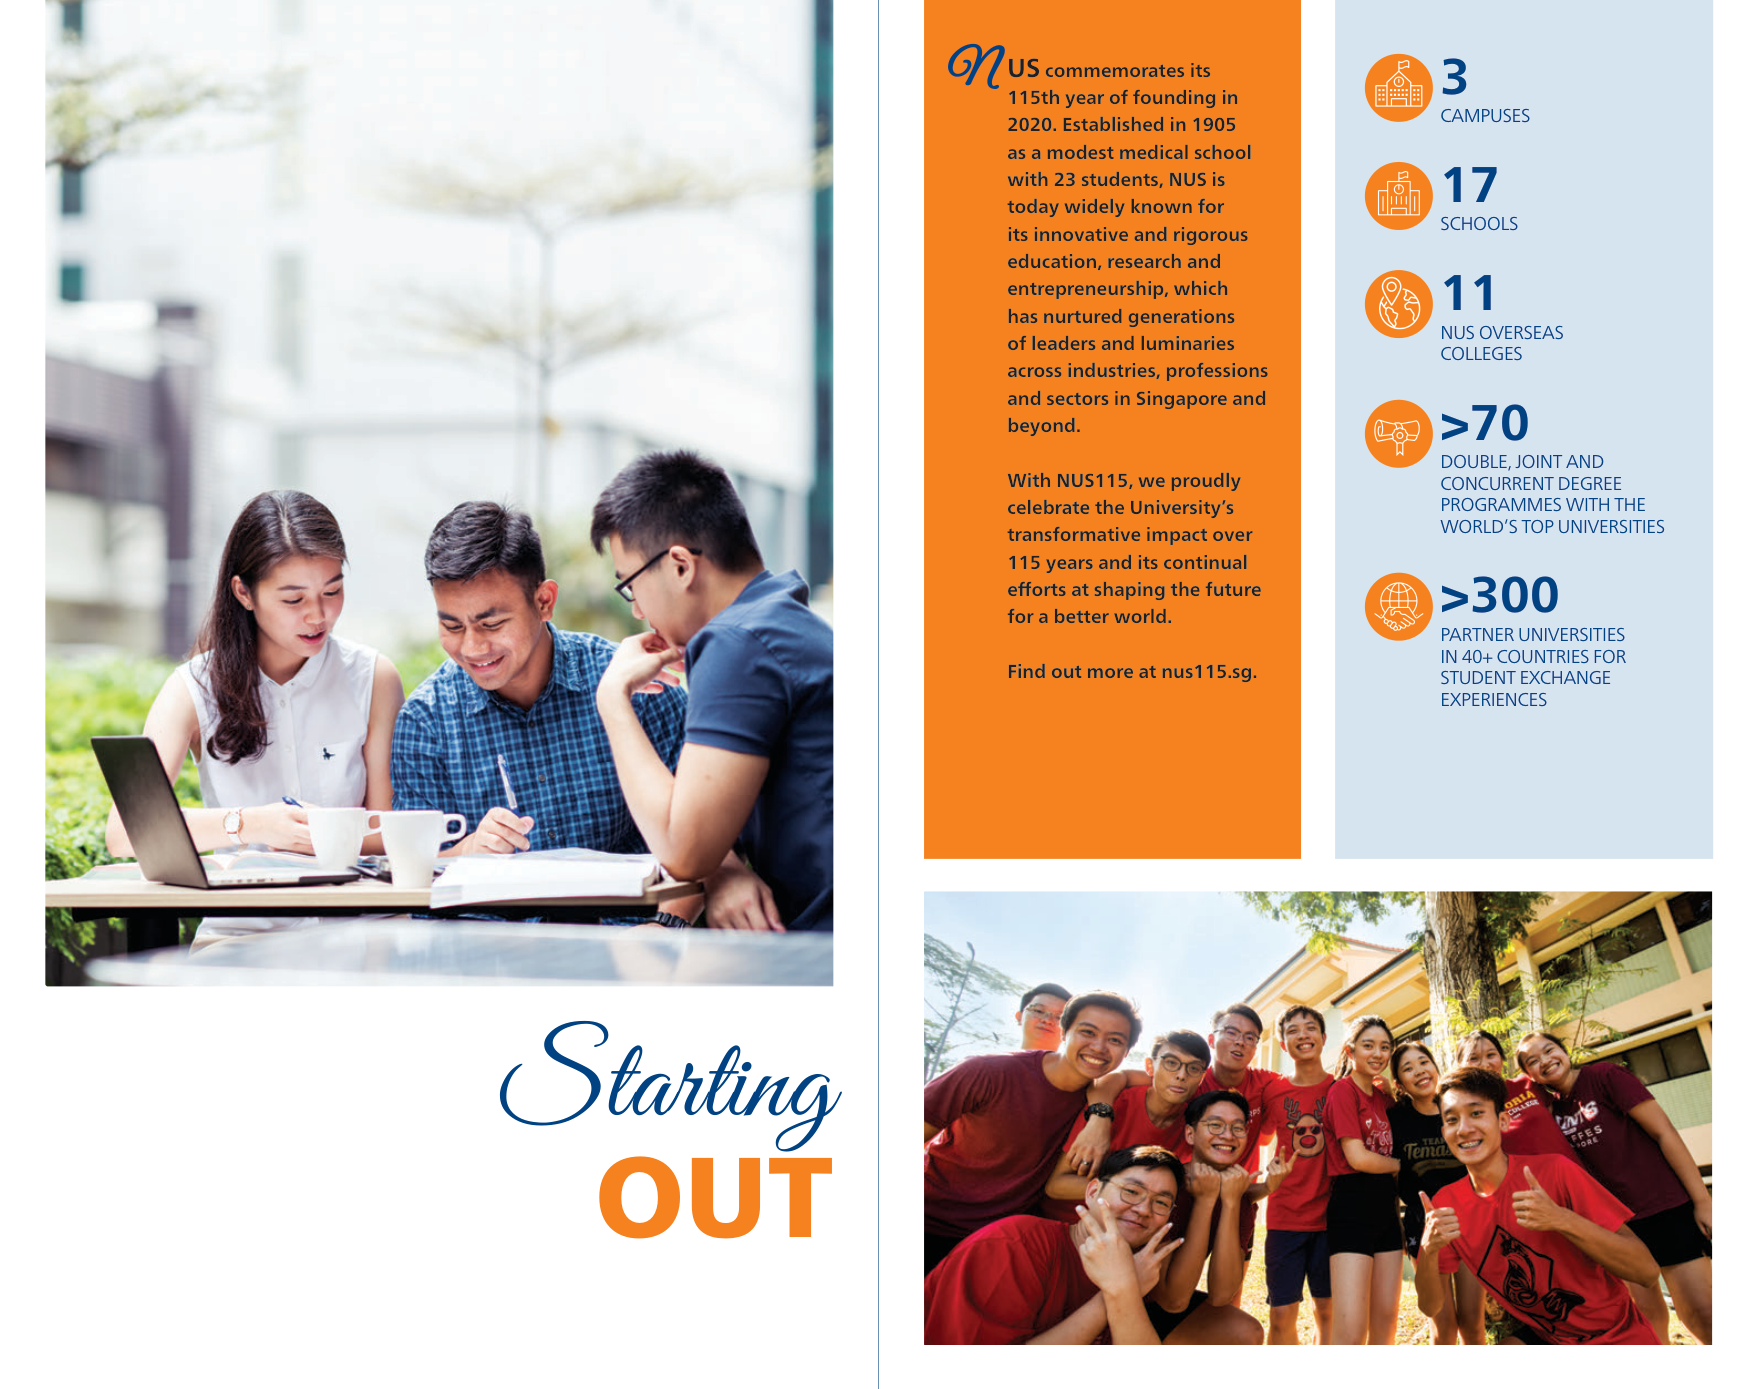 Starting
OUT
NUS commemorates its
115th year of founding in
2020. Established in 1905
as a modest medical school
with 23 students, NUS is
today widely known for
its innovative and rigorous
education, research and
entrepreneurship, which
has nurtured generations
of leaders and luminaries
across industries, professions
and sectors in Singapore and
beyond.
With NUS115, we proudly
celebrate the University’s
transformative impact over
115 years and its continual
efforts at shaping the future
for a better world.
Find out more at nus115.sg.
3
CAMPUSES
17
SCHOOLS
11
NUS OVERSEAS
COLLEGES
>70
DOUBLE, JOINT AND
CONCURRENT DEGREE
PROGRAMMES WITH THE
WORLD’S TOP UNIVERSITIES
>300
PARTNER UNIVERSITIES
IN 40+ COUNTRIES FOR
STUDENT EXCHANGE
EXPERIENCES